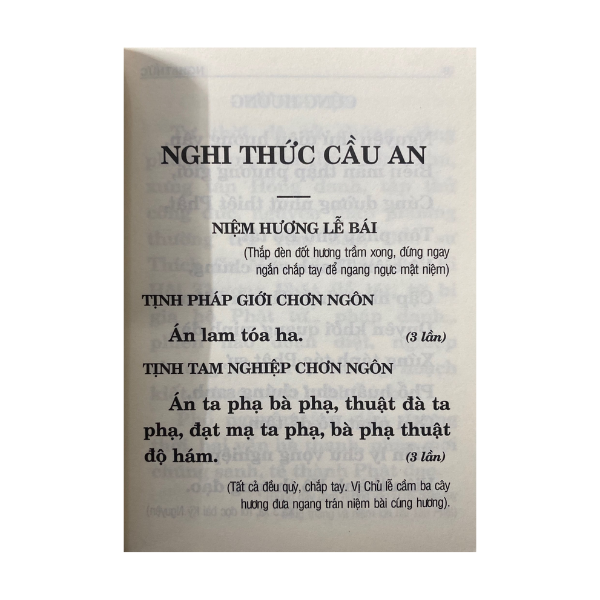 NGHI THỨC CẦU AN
NIỆM HƯƠNG LỄ BÁI
(Thắp đèn đốt hương trầm xong, đứng ngay
ngắn chắp tay để ngang ngực mật niệm)
TỊNH PHÁP GIỚI CHƠN NGÔN
Án lam tóa ha. (3 lần)
TỊNH TAM NGHIỆP CHƠN NGÔN
Án ta phạ bà phạ, thuật đà ta
phạ, đạt mạ ta phạ, bà phạ thuật
độ hám. (3 lần)
(Tất cả đều quỳ, chắp tay. Vị Chủ lễ cầm ba cây
hương đưa ngang trán niệm bài cúng hương).